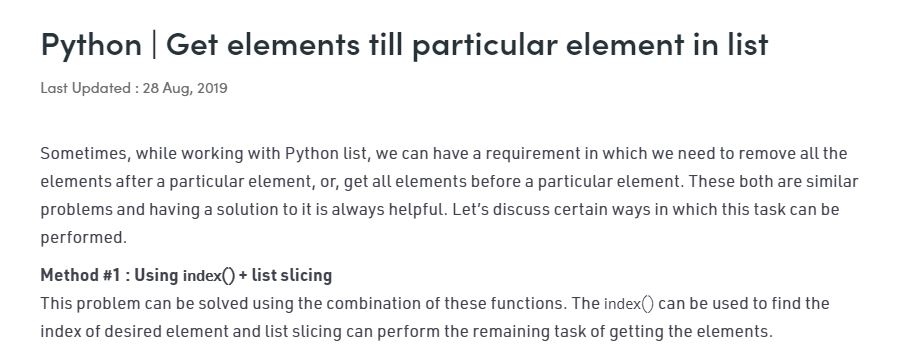 Python | Get elements till particular element in list
Last Updated : 28 Aug, 2019
Sometimes, while working with Python list, we can have a requirement in which we need to remove all the
elements after a particular element, or, get all elements before a particular element. These both are similar
problems and having a solution to it is always helpful. Let’s discuss certain ways in which this task can be
performed.
Method #1 : Using index() + list slicing
This problem can be solved using the combination of these functions. The index() can be used to find the
index of desired element and list slicing can perform the remaining task of getting the elements.